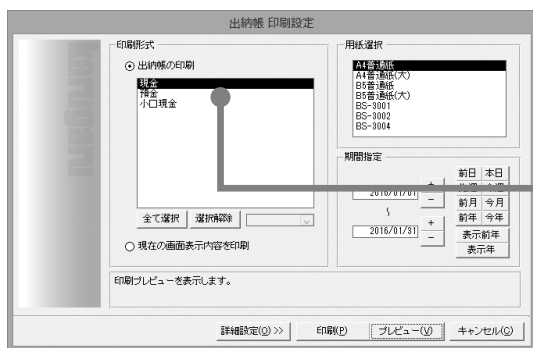 出納帳 印刷設定
karugaru
印刷形式
出納帳の印刷
現金
預金
小口現金
全て選択 選択解除
現在の画面表示内容を印刷
用紙選択
A4普通紙
A4普通紙(大)
B5普通紙
B5普通紙(大)
BS-3001
BS-3002
BS-3004
期間指定
2016/01/01
+
-
~
2016/01/31
+
-
前日 本日
前月 今月
前年 今年
表示前年
表示年
印刷プレビューを表示します。
詳細設定(O)>> 印刷(P) プレビュー(V) キャンセル(C)